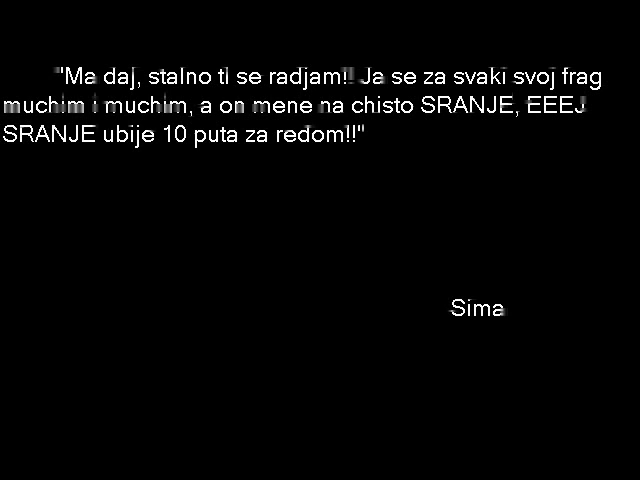 "Ma daj, stalno ti se radjam!! Ja se za svaki svoj frag
muchim i muchim, a on mene na chisto SRANJE, EEEJ
SRANJE ubije 10 puta za redom!!"
Sima